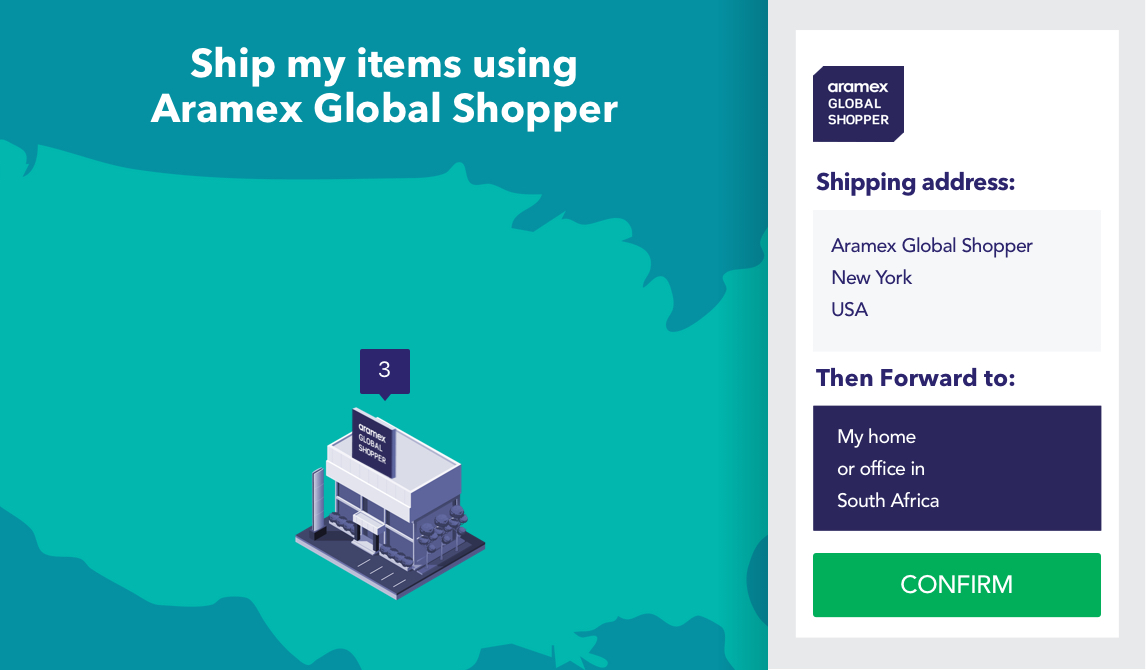 Ship my items using
Aramex Global Shopper
3
aramex
GLOBAL
SHOPPER
aramex
GLOBAL
SHOPPER
Shipping address:
Aramex Global Shopper
New York
USA
Then Forward to:
My home
or office in
South Africa
CONFIRM